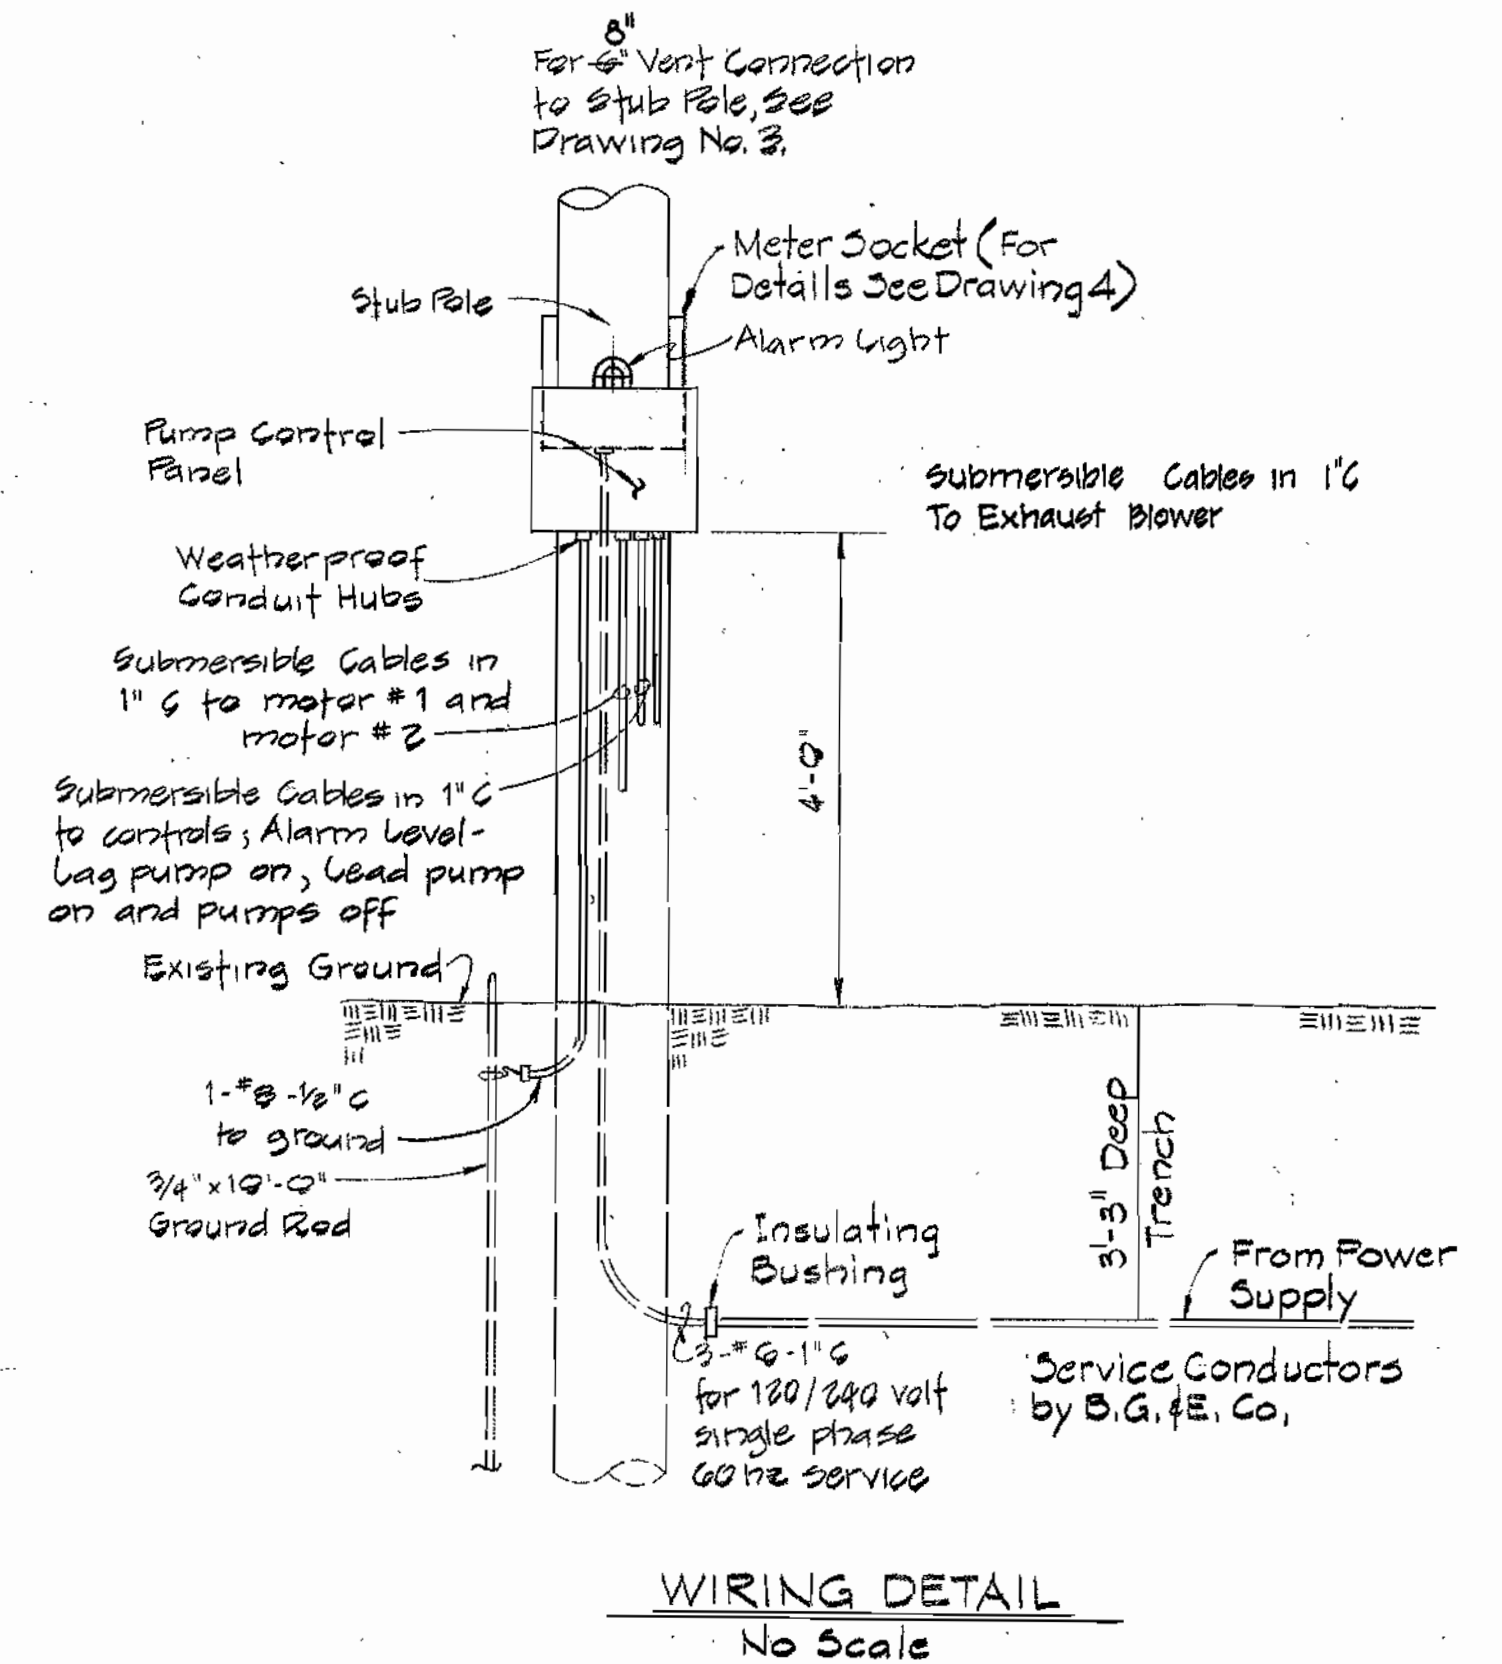 8"
For 6" Vent Connection
to Stub Pole, See
Drawing No. 3.
Meter Socket (For
Details See Drawing 4)
Stub Pole
Alarm Light
Pump Control
Panel
Submersible Cables in 1"C
To Exhaust Blower
Weatherproof
Conduit Hubs
Submersible Cables in
1" C to motor #1 and
motor #2
4'-0"
Submersible Cables in 1" C
to controls; Alarm Level-
Lag pump on, Lead pump
on and pumps off
Existing Ground
1-#8-1/2" C
to ground
3/4" x 10'-0"
Ground Rod
3'-3" Deep
Trench
Insulating
Bushing
From Power
Supply
3-#6-1" C
for 120/240 volt
single phase
60 hz service
Service Conductors
by B.G.&E. Co.
WIRING DETAIL
No Scale